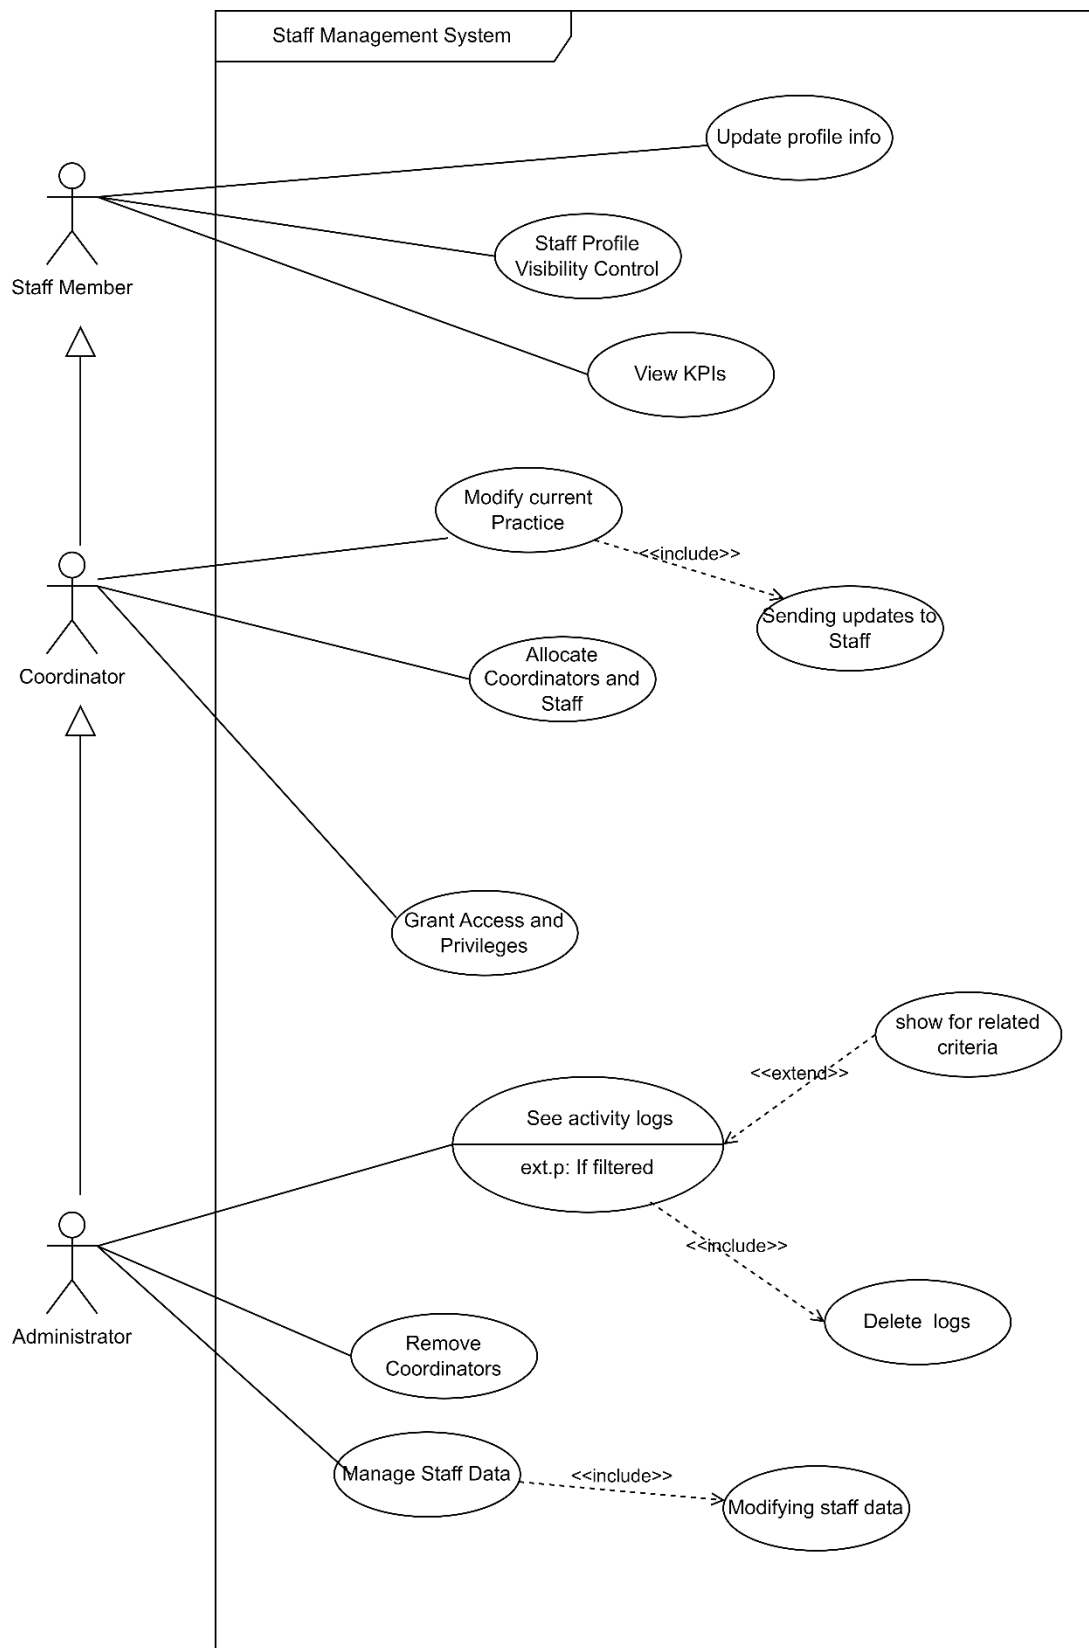 Staff Management System
Update profile info
Staff Profile
Visibility Control
Staff Member
View KPIs
Modify current
Practice
<<include>>
Sending updates to
Staff
Allocate
Coordinators and
Staff
Coordinator
Grant Access and
Privileges
show for related
criteria
<<extend>>
See activity logs
ext.p: If filtered
<<include>>
Delete  logs
Administrator
Remove
Coordinators
Manage Staff Data
<<include>>
Modifying staff data